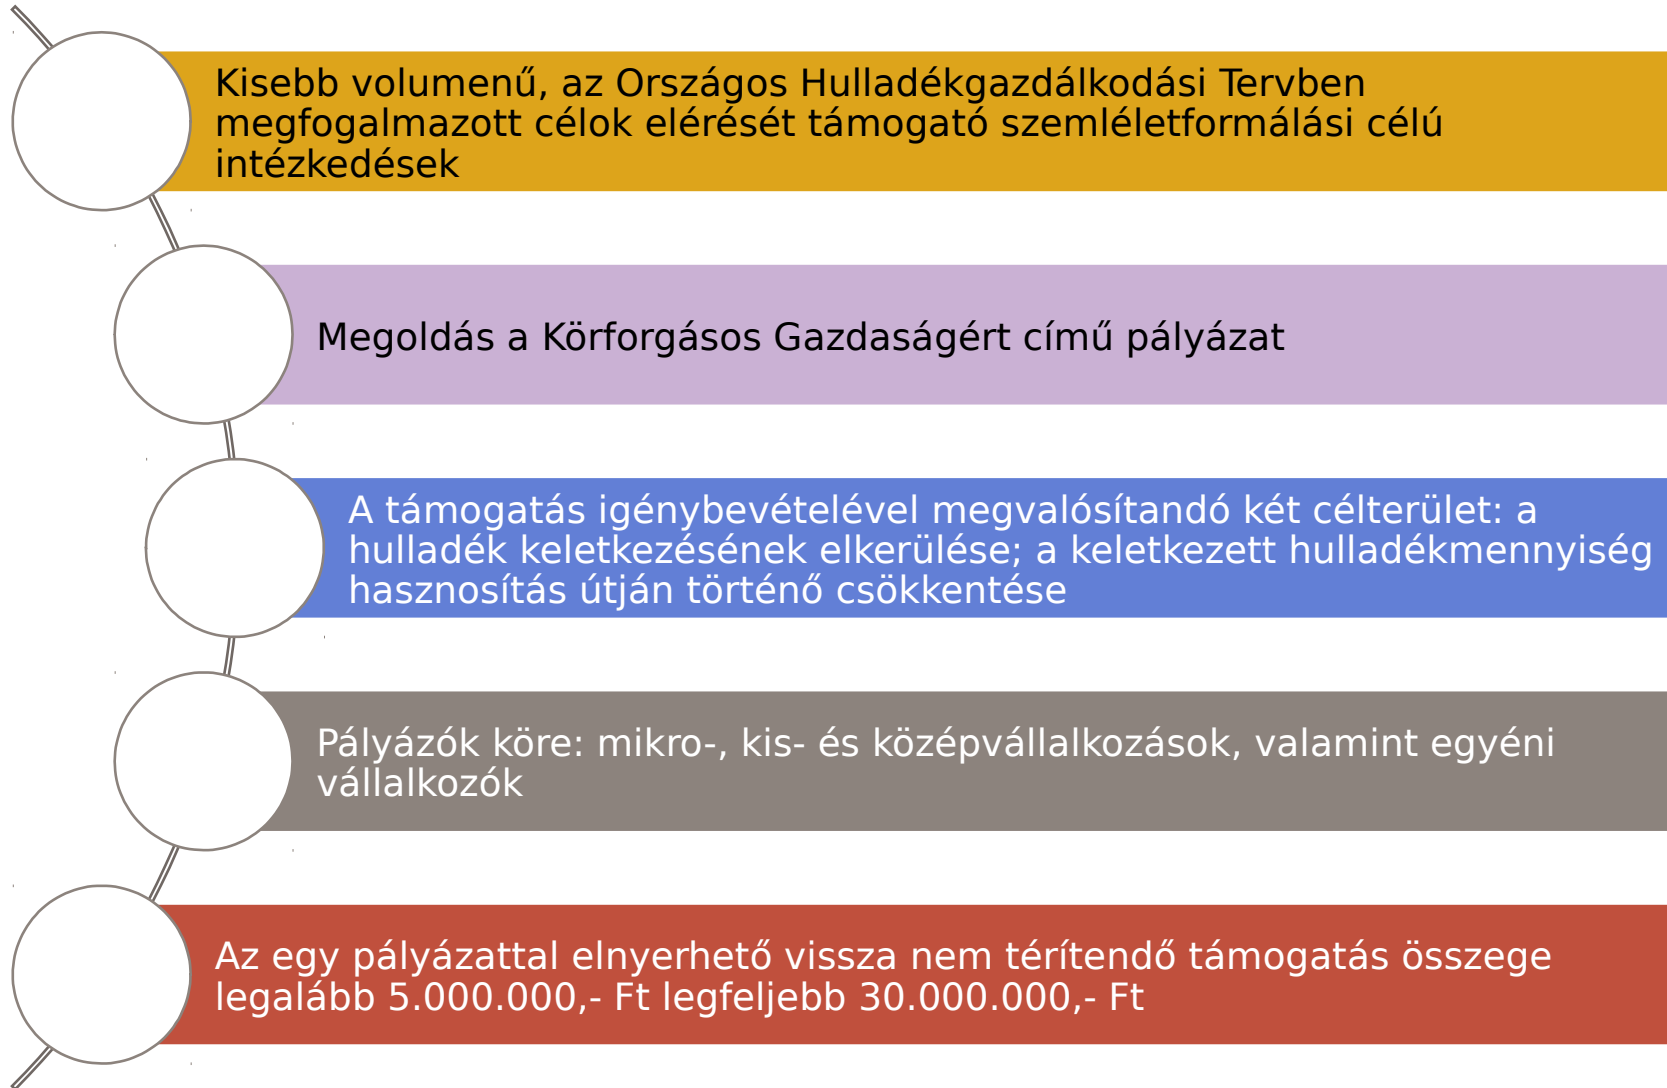 Kisebb volumenű, az Országos Hulladékgazdálkodási Tervben
megfogalmazott célok elérését támogató szemléletformálási célú
intézkedések
Megoldás a Körforgásos Gazdaságért című pályázat
A támogatás igénybevételével megvalósítandó két célterület: a
hulladék keletkezésének elkerülése; a keletkezett hulladékmennyiség
hasznosítás útján történő csökkentése
Pályázók köre: mikro-, kis- és középvállalkozások, valamint egyéni
vállalkozók
Az egy pályázattal elnyerhető vissza nem térítendő támogatás összege
legalább 5.000.000,- Ft legfeljebb 30.000.000,- Ft